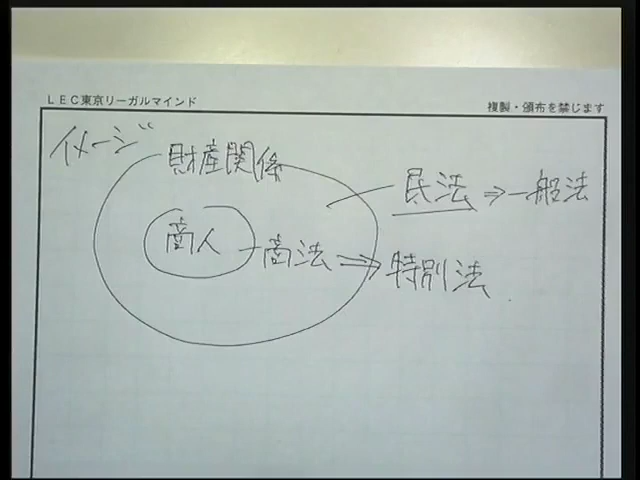 LEC東京リーガルマインド
複製・頒布を禁じます
イメージ
財産関係
民法⇒一般法
商人
商法⇒特別法